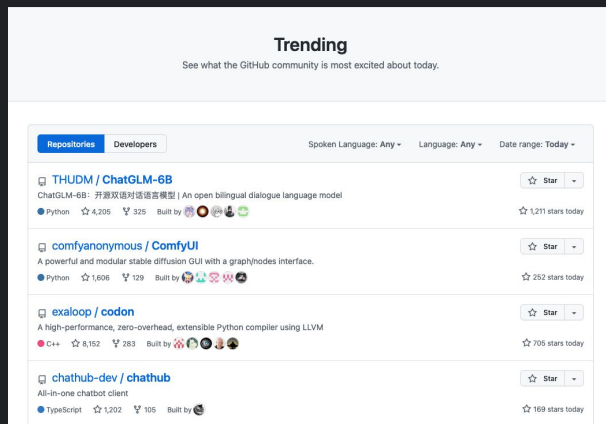 Trending
See what the GitHub community is most excited about today.
Repositories Developers Spoken Language: Any Language: Any Date range: Today
THUDM / ChatGLM-6B Star
ChatGLM-6B：开源双语对话语言模型 | An open bilingual dialogue language model
Python 4,205 325 Built by 1,211 stars today
comfyanonymous / ComfyUI Star
A powerful and modular stable diffusion GUI with a graph/nodes interface.
Python 1,606 129 Built by 252 stars today
exaloop / codon Star
A high-performance, zero-overhead, extensible Python compiler using LLVM
C++ 8,152 283 Built by 705 stars today
chathub-dev / chathub Star
All-in-one chatbot client
TypeScript 1,202 105 Built by 169 stars today